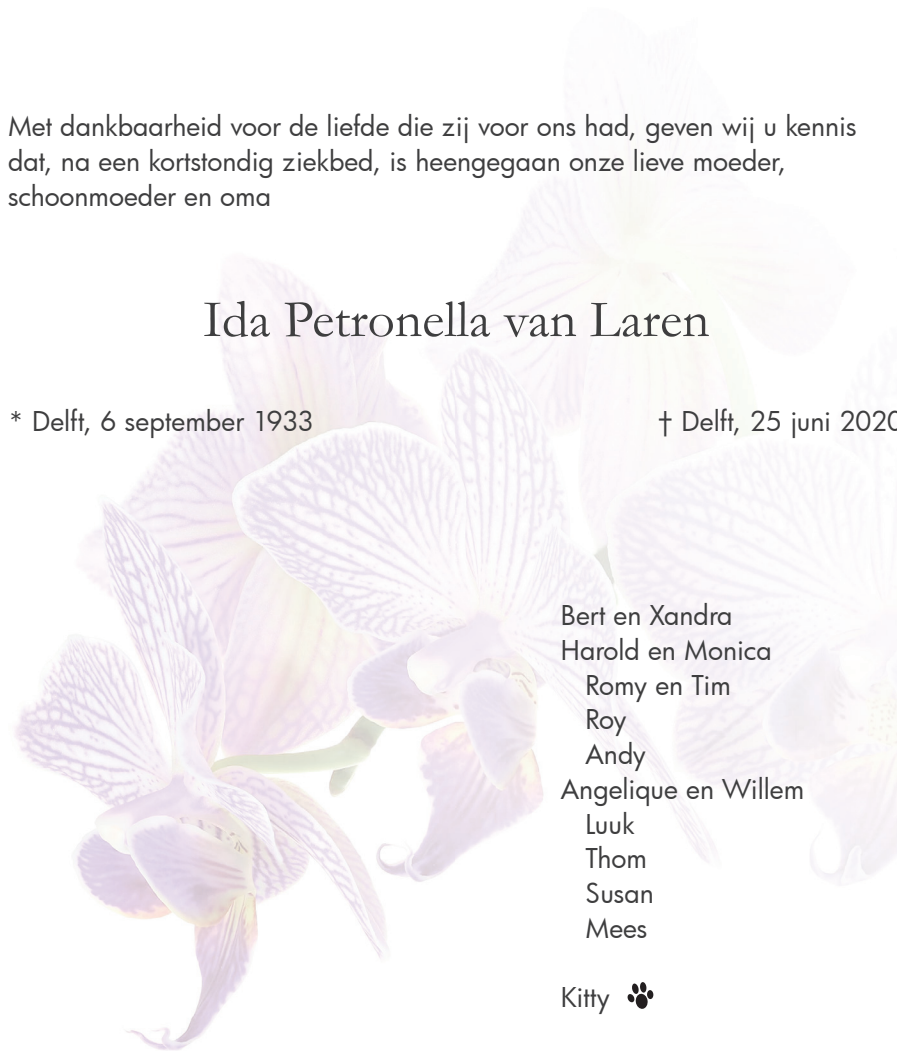 Met dankbaarheid voor de liefde die zij voor ons had, geven wij u kennis
dat, na een kortstondig ziekbed, is heengegaan onze lieve moeder,
schoonmoeder en oma
Ida Petronella van Laren
* Delft, 6 september 1933 † Delft, 25 juni 2020
Bert en Xandra
Harold en Monica
Romy en Tim
Roy
Andy
Angelique en Willem
Luuk
Thom
Susan
Mees
Kitty